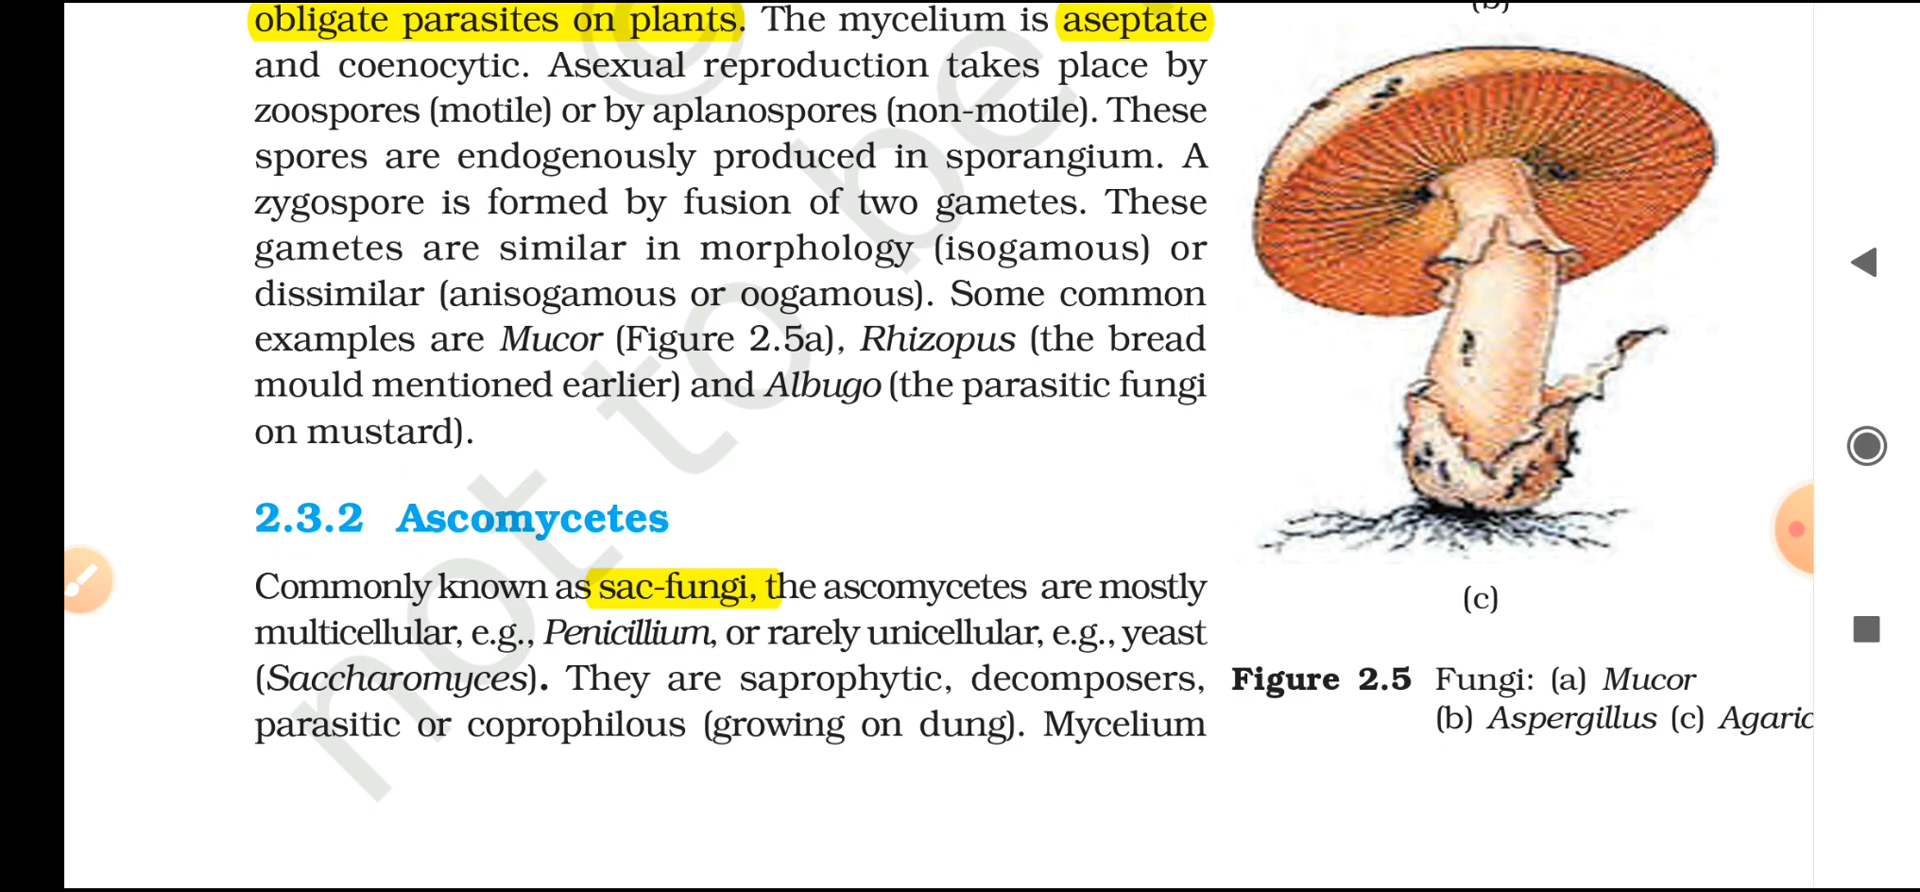 obligate parasites on plants. The mycelium is aseptate
and coenocytic. Asexual reproduction takes place by
zoospores (motile) or by aplanospores (non-motile). These
spores are endogenously produced in sporangium. A
zygospore is formed by fusion of two gametes. These
gametes are similar in morphology (isogamous) or
dissimilar (anisogamous or oogamous). Some common
examples are Mucor (Figure 2.5a), Rhizopus (the bread
mould mentioned earlier) and Albugo (the parasitic fungi
on mustard).
2.3.2 Ascomycetes
Commonly known as sac-fungi, the ascomycetes are mostly
multicellular, e.g., Penicillium, or rarely unicellular, e.g., yeast
(Saccharomyces). They are saprophytic, decomposers,
parasitic or coprophilous (growing on dung). Mycelium
(b)
(c)
Figure 2.5 Fungi: (a) Mucor
(b) Aspergillus (c) Agaric
© not to be